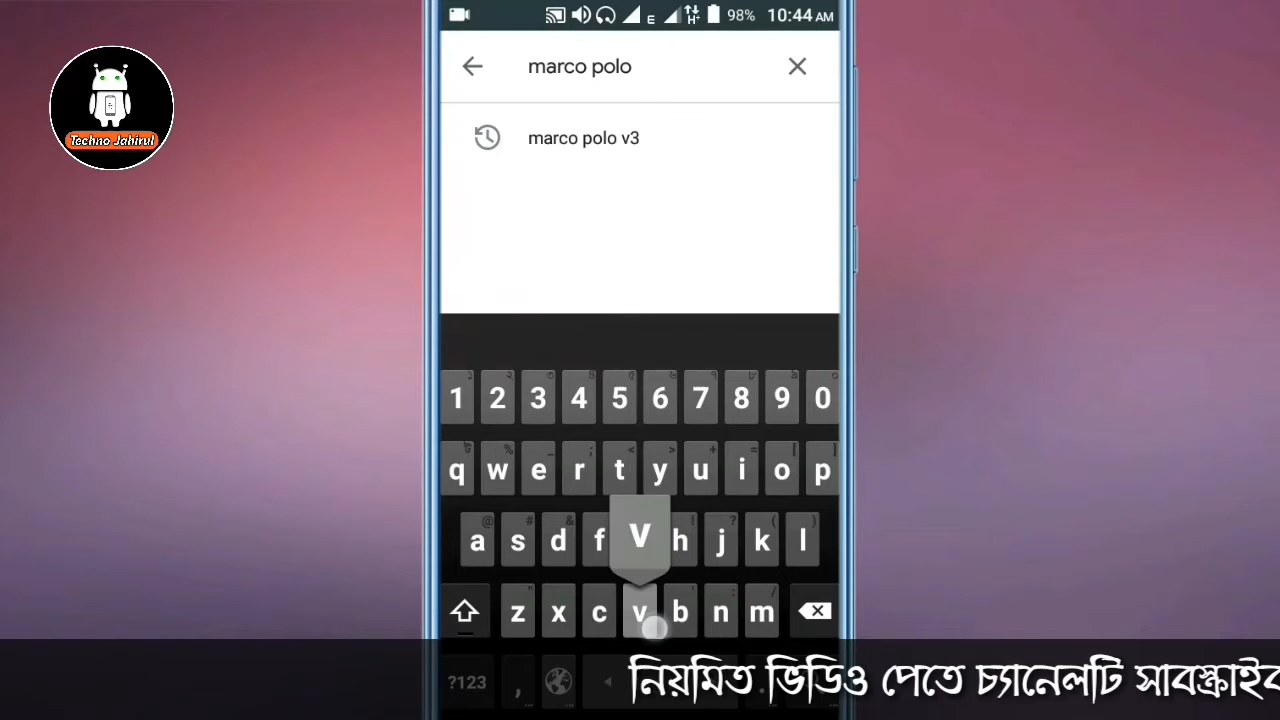 98% 10:44 AM
marco polo
Techno Jahirul
marco polo v3
1 2 3 4 5 6 7 8 9 0
q w e r t y u i o p
a s d f v h j k l
z x c v b n m
?123 , .
নিয়মিত ভিডিও পেতে চ্যানেলটি সাবস্ক্রাইব